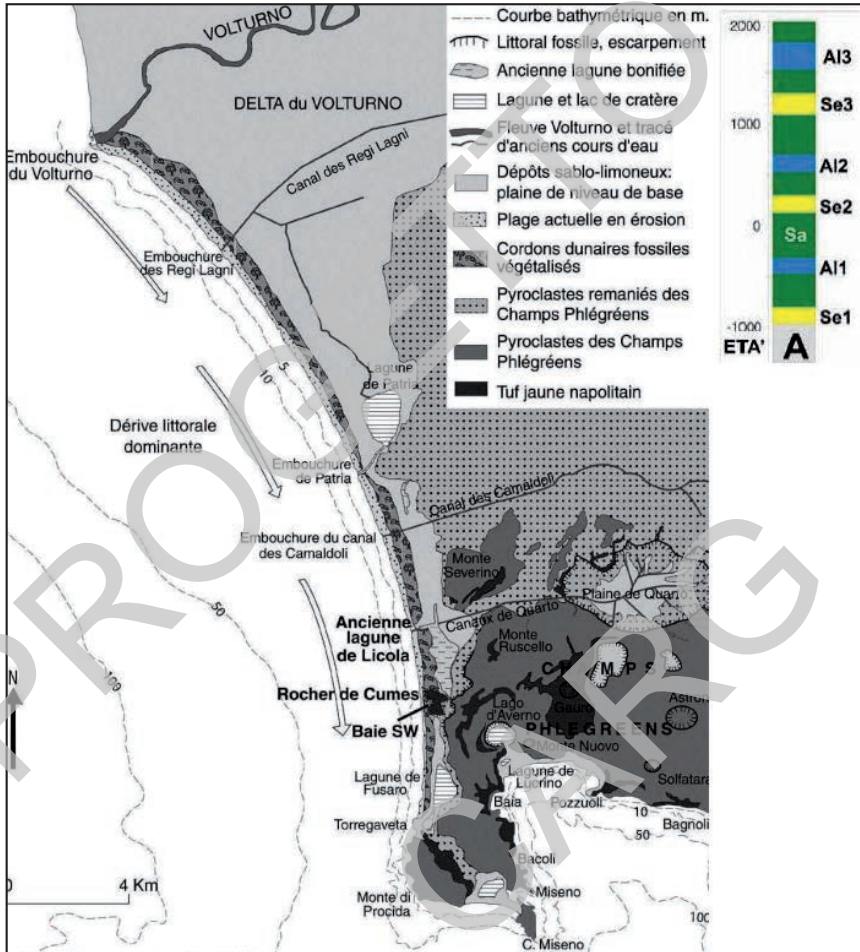 VOLTURNO
DELTA du VOLTURNO
Embouchure
du Volturno
Canal des Regi Lagni
Embouchure
des Regi Lagni
5
10
Lagune
de Patria
Dérive littorale
dominante
Embouchure
de Patria
Canal des Camaldoli
Embouchure du canal
des Camaldoli
50
100
Monte
Severino
Plaine de Quarto
Canaux de Quarto
Ancienne
lagune
de Licola
Monte
Ruscello
CHAMPS
Rocher de Cumes
Lago
d'Averno
Gauro
Astroni
Baie SW
PHLEGREENS
Monte Nuovo
Lagune de
Fusaro
Lagune de
Lucrino
Solfatara
Baia
Pozzuoli
10
50
Bagnoli
Torregaveta
Bacoli
Monte di
Procida
Miseno
C. Miseno
100
N
0 4 Km
Courbe bathymétrique en m.
Littoral fossile, escarpement
Ancienne lagune bonifiée
Lagune et lac de cratère
Fleuve Volturno et tracé
d'anciens cours d'eau
Dépôts sablo-limoneux:
plaine de niveau de base
Plage actuelle en érosion
Cordons dunaires fossiles
végétalisés
Pyroclastes remaniés des
Champs Phlégréens
Pyroclastes des Champs
Phlégréens
Tuf jaune napolitain
2000
1000
0
-1000
ETA' A
Al3
Se3
Al2
Se2
Sa
Al1
Se1
PROGETTO
CARG